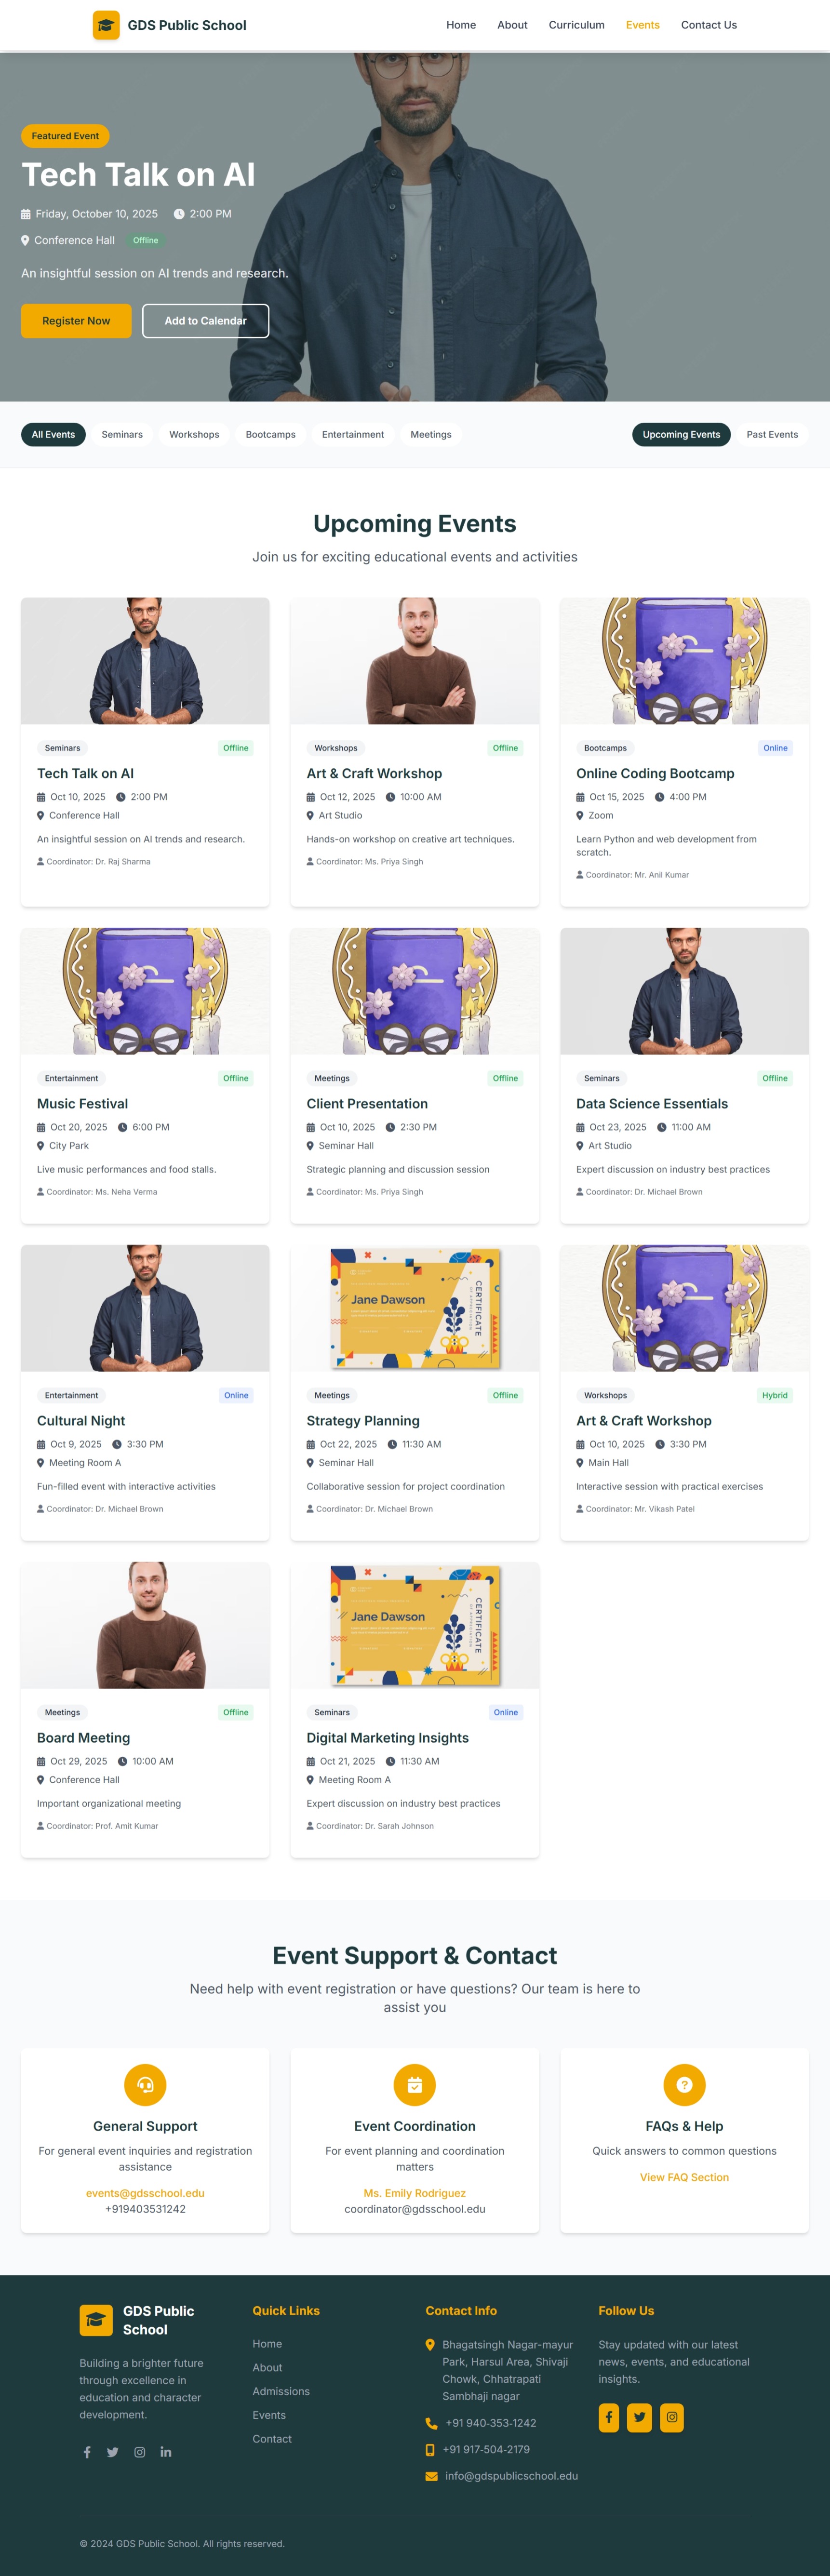 GDS Public School
Home
About
Curriculum
Events
Contact Us
Featured Event
Tech Talk on AI
Friday, October 10, 2025
2:00 PM
Conference Hall
Offline
An insightful session on AI trends and research.
Register Now
Add to Calendar
All Events
Seminars
Workshops
Bootcamps
Entertainment
Meetings
Upcoming Events
Past Events
Upcoming Events
Join us for exciting educational events and activities
Seminars
Offline
Tech Talk on AI
Oct 10, 2025
2:00 PM
Conference Hall
An insightful session on AI trends and research.
Coordinator: Dr. Raj Sharma
Workshops
Offline
Art & Craft Workshop
Oct 12, 2025
10:00 AM
Art Studio
Hands-on workshop on creative art techniques.
Coordinator: Ms. Priya Singh
Bootcamps
Online
Online Coding Bootcamp
Oct 15, 2025
4:00 PM
Zoom
Learn Python and web development from
scratch.
Coordinator: Mr. Anil Kumar
Entertainment
Offline
Music Festival
Oct 20, 2025
6:00 PM
City Park
Live music performances and food stalls.
Coordinator: Ms. Neha Verma
Meetings
Offline
Client Presentation
Oct 10, 2025
2:30 PM
Seminar Hall
Strategic planning and discussion session
Coordinator: Ms. Priya Singh
Seminars
Offline
Data Science Essentials
Oct 23, 2025
11:00 AM
Art Studio
Expert discussion on industry best practices
Coordinator: Dr. Michael Brown
Entertainment
Online
Cultural Night
Oct 9, 2025
3:30 PM
Meeting Room A
Fun-filled event with interactive activities
Coordinator: Dr. Michael Brown
Jane Dawson
CERTIFICATE
Meetings
Offline
Strategy Planning
Oct 22, 2025
11:30 AM
Seminar Hall
Collaborative session for project coordination
Coordinator: Dr. Michael Brown
Workshops
Hybrid
Art & Craft Workshop
Oct 10, 2025
3:30 PM
Main Hall
Interactive session with practical exercises
Coordinator: Mr. Vikash Patel
Meetings
Offline
Board Meeting
Oct 29, 2025
10:00 AM
Conference Hall
Important organizational meeting
Coordinator: Prof. Amit Kumar
Jane Dawson
CERTIFICATE
Seminars
Online
Digital Marketing Insights
Oct 21, 2025
11:30 AM
Meeting Room A
Expert discussion on industry best practices
Coordinator: Dr. Sarah Johnson
Event Support & Contact
Need help with event registration or have questions? Our team is here to
assist you
General Support
For general event inquiries and registration
assistance
events@gdsschool.edu
+919403531242
Event Coordination
For event planning and coordination
matters
Ms. Emily Rodriguez
coordinator@gdsschool.edu
FAQs & Help
Quick answers to common questions
View FAQ Section
GDS Public
School
Building a brighter future
through excellence in
education and character
development.
Quick Links
Home
About
Admissions
Events
Contact
Contact Info
Bhagatsingh Nagar-mayur
Park, Harsul Area, Shivaji
Chowk, Chhatrapati
Sambhaji nagar
+91 940-353-1242
+91 917-504-2179
info@gdspublicschool.edu
Follow Us
Stay updated with our latest
news, events, and educational
insights.
© 2024 GDS Public School. All rights reserved.